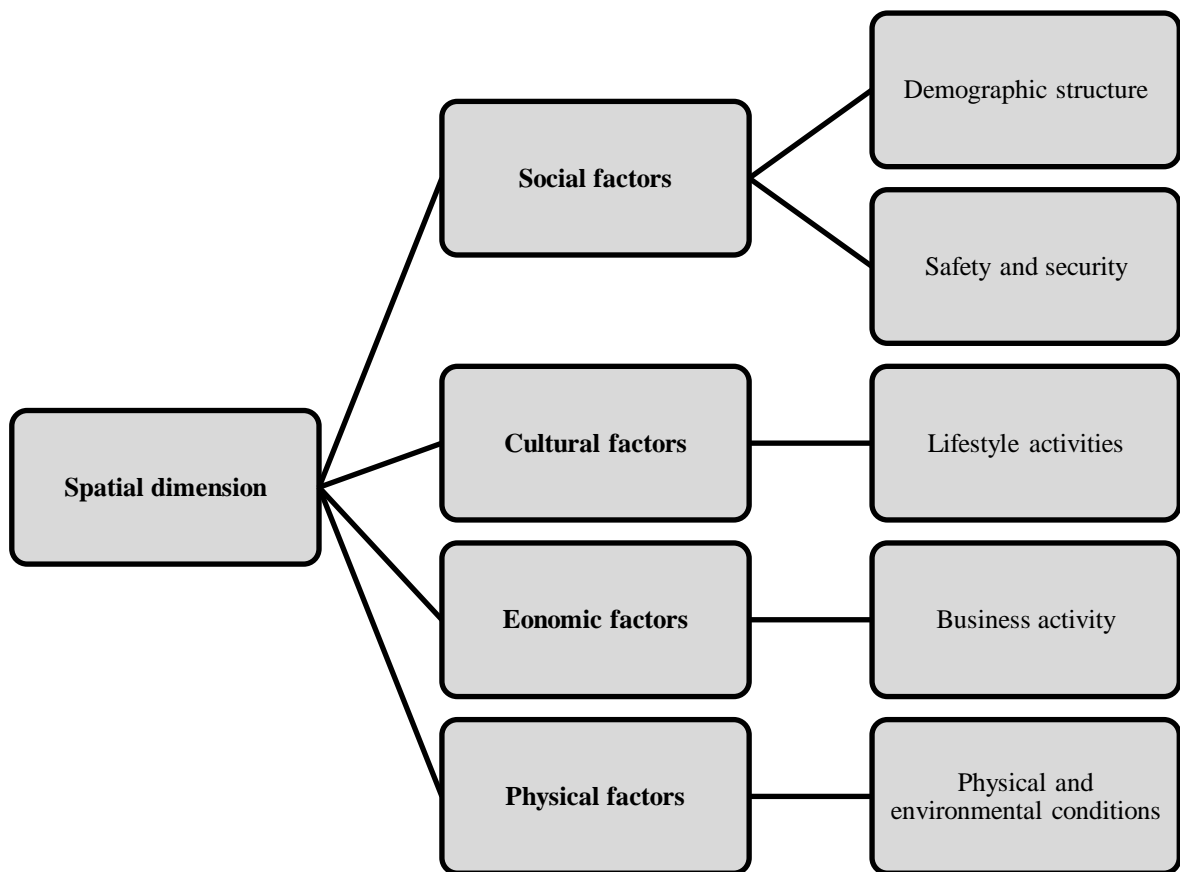 Demographic structure
Social factors
Safety and security
Cultural factors
Lifestyle activities
Spatial dimension
Eonomic factors
Business activity
Physical factors
Physical and
environmental conditions